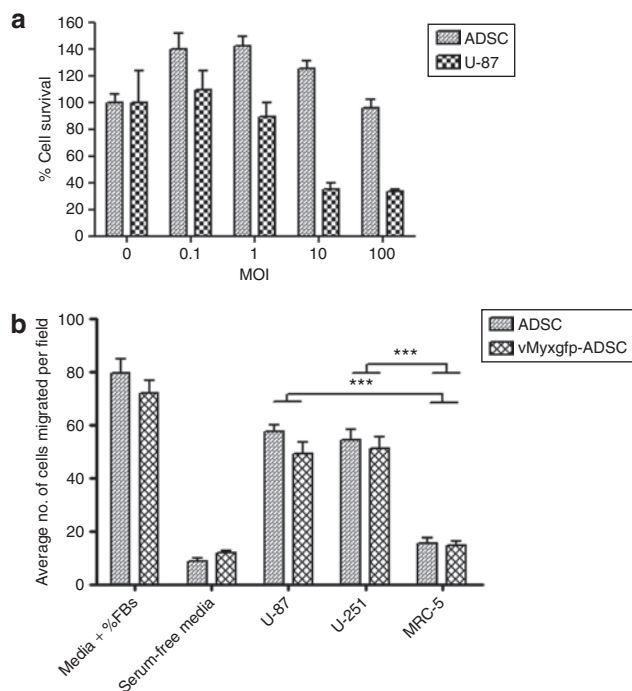 a
160
140
120
100
80
60
40
20
0
% Cell survival
0 0.1 1 10 100
MOI
ADSC
U-87
b
100
80
60
40
20
0
Average no. of cells migrated per field
ADSC
vMyxgfp-ADSC
***
***
Media + %FBs
Serum-free media
U-87
U-251
MRC-5